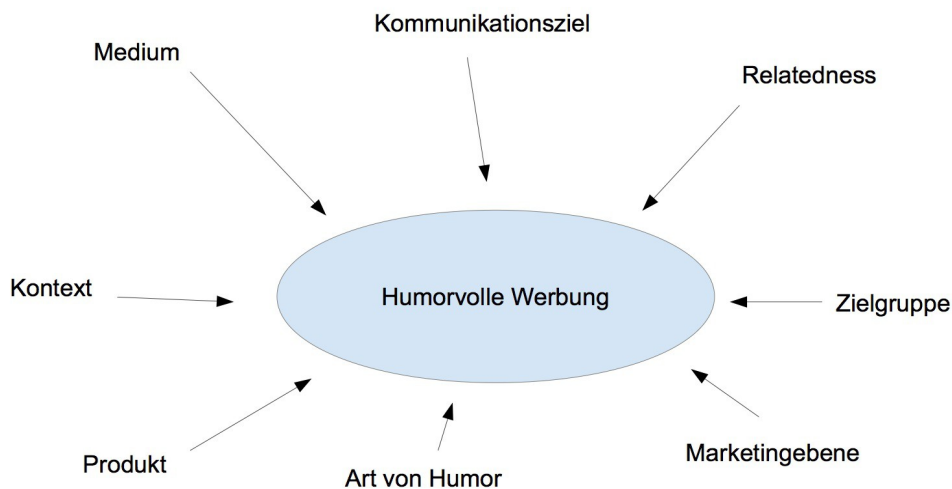 Kommunikationsziel
Medium
Relatedness
Kontext
Humorvolle Werbung
Zielgruppe
Produkt
Art von Humor
Marketingebene